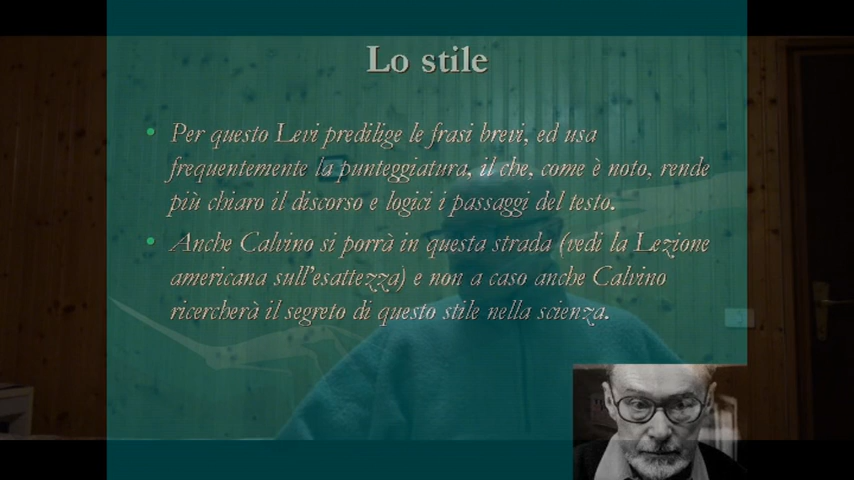 Lo stile
• Per questo Levi predilige le frasi brevi, ed usa
frequentemente la punteggiatura, il che, come è noto, rende
più chiaro il discorso e logici i passaggi del testo.
• Anche Calvino si porrà in questa strada (vedi la Lezione
americana sull'esattezza) e non a caso anche Calvino
ricercherà il segreto di questo stile nella scienza.